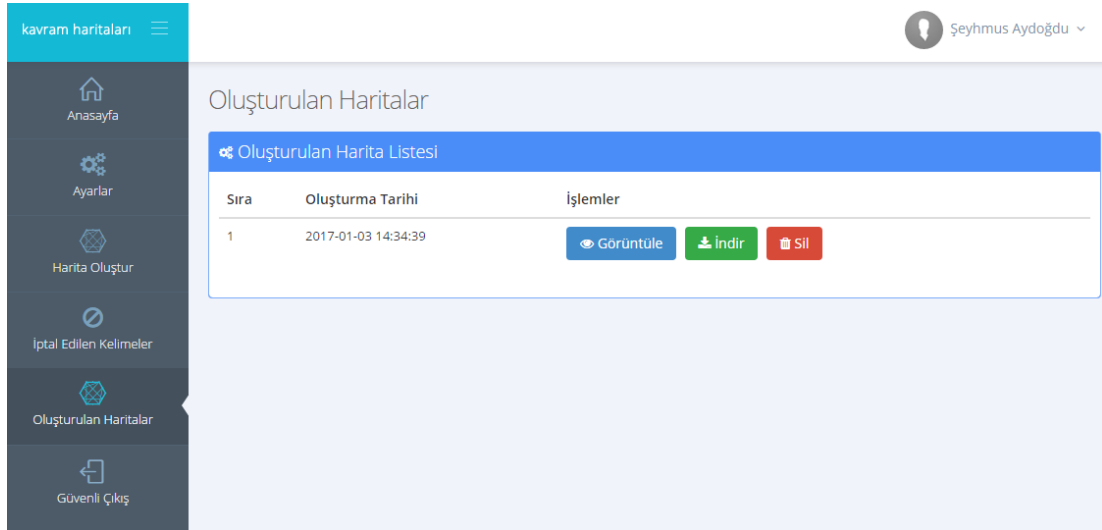 kavram haritaları
Şeyhmus Aydoğdu
Anasayfa
Ayarlar
Harita Oluştur
İptal Edilen Kelimeler
Oluşturulan Haritalar
Güvenli Çıkış
Oluşturulan Haritalar
Oluşturulan Harita Listesi
Sıra Oluşturma Tarihi İşlemler
1 2017-01-03 14:34:39 Görüntüle İndir Sil